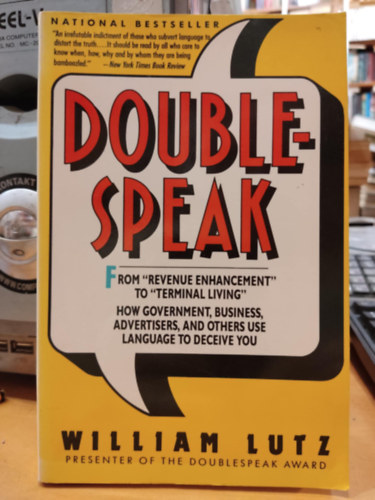 NATIONAL BESTSELLER
"An irrefutable indictment of those who subvert language to
distort the truth.... It should be read by all who care to
know when, how, why and by whom they are being
bamboozled." –New York Times Book Review
DOUBLE-
SPEAK
FROM "REVENUE ENHANCEMENT"
TO "TERMINAL LIVING"
HOW GOVERNMENT, BUSINESS,
ADVERTISERS, AND OTHERS USE
LANGUAGE TO DECEIVE YOU
WILLIAM LUTZ
PRESENTER OF THE DOUBLESPEAK AWARD
EEL-V
COMPUTER
CONTAKT